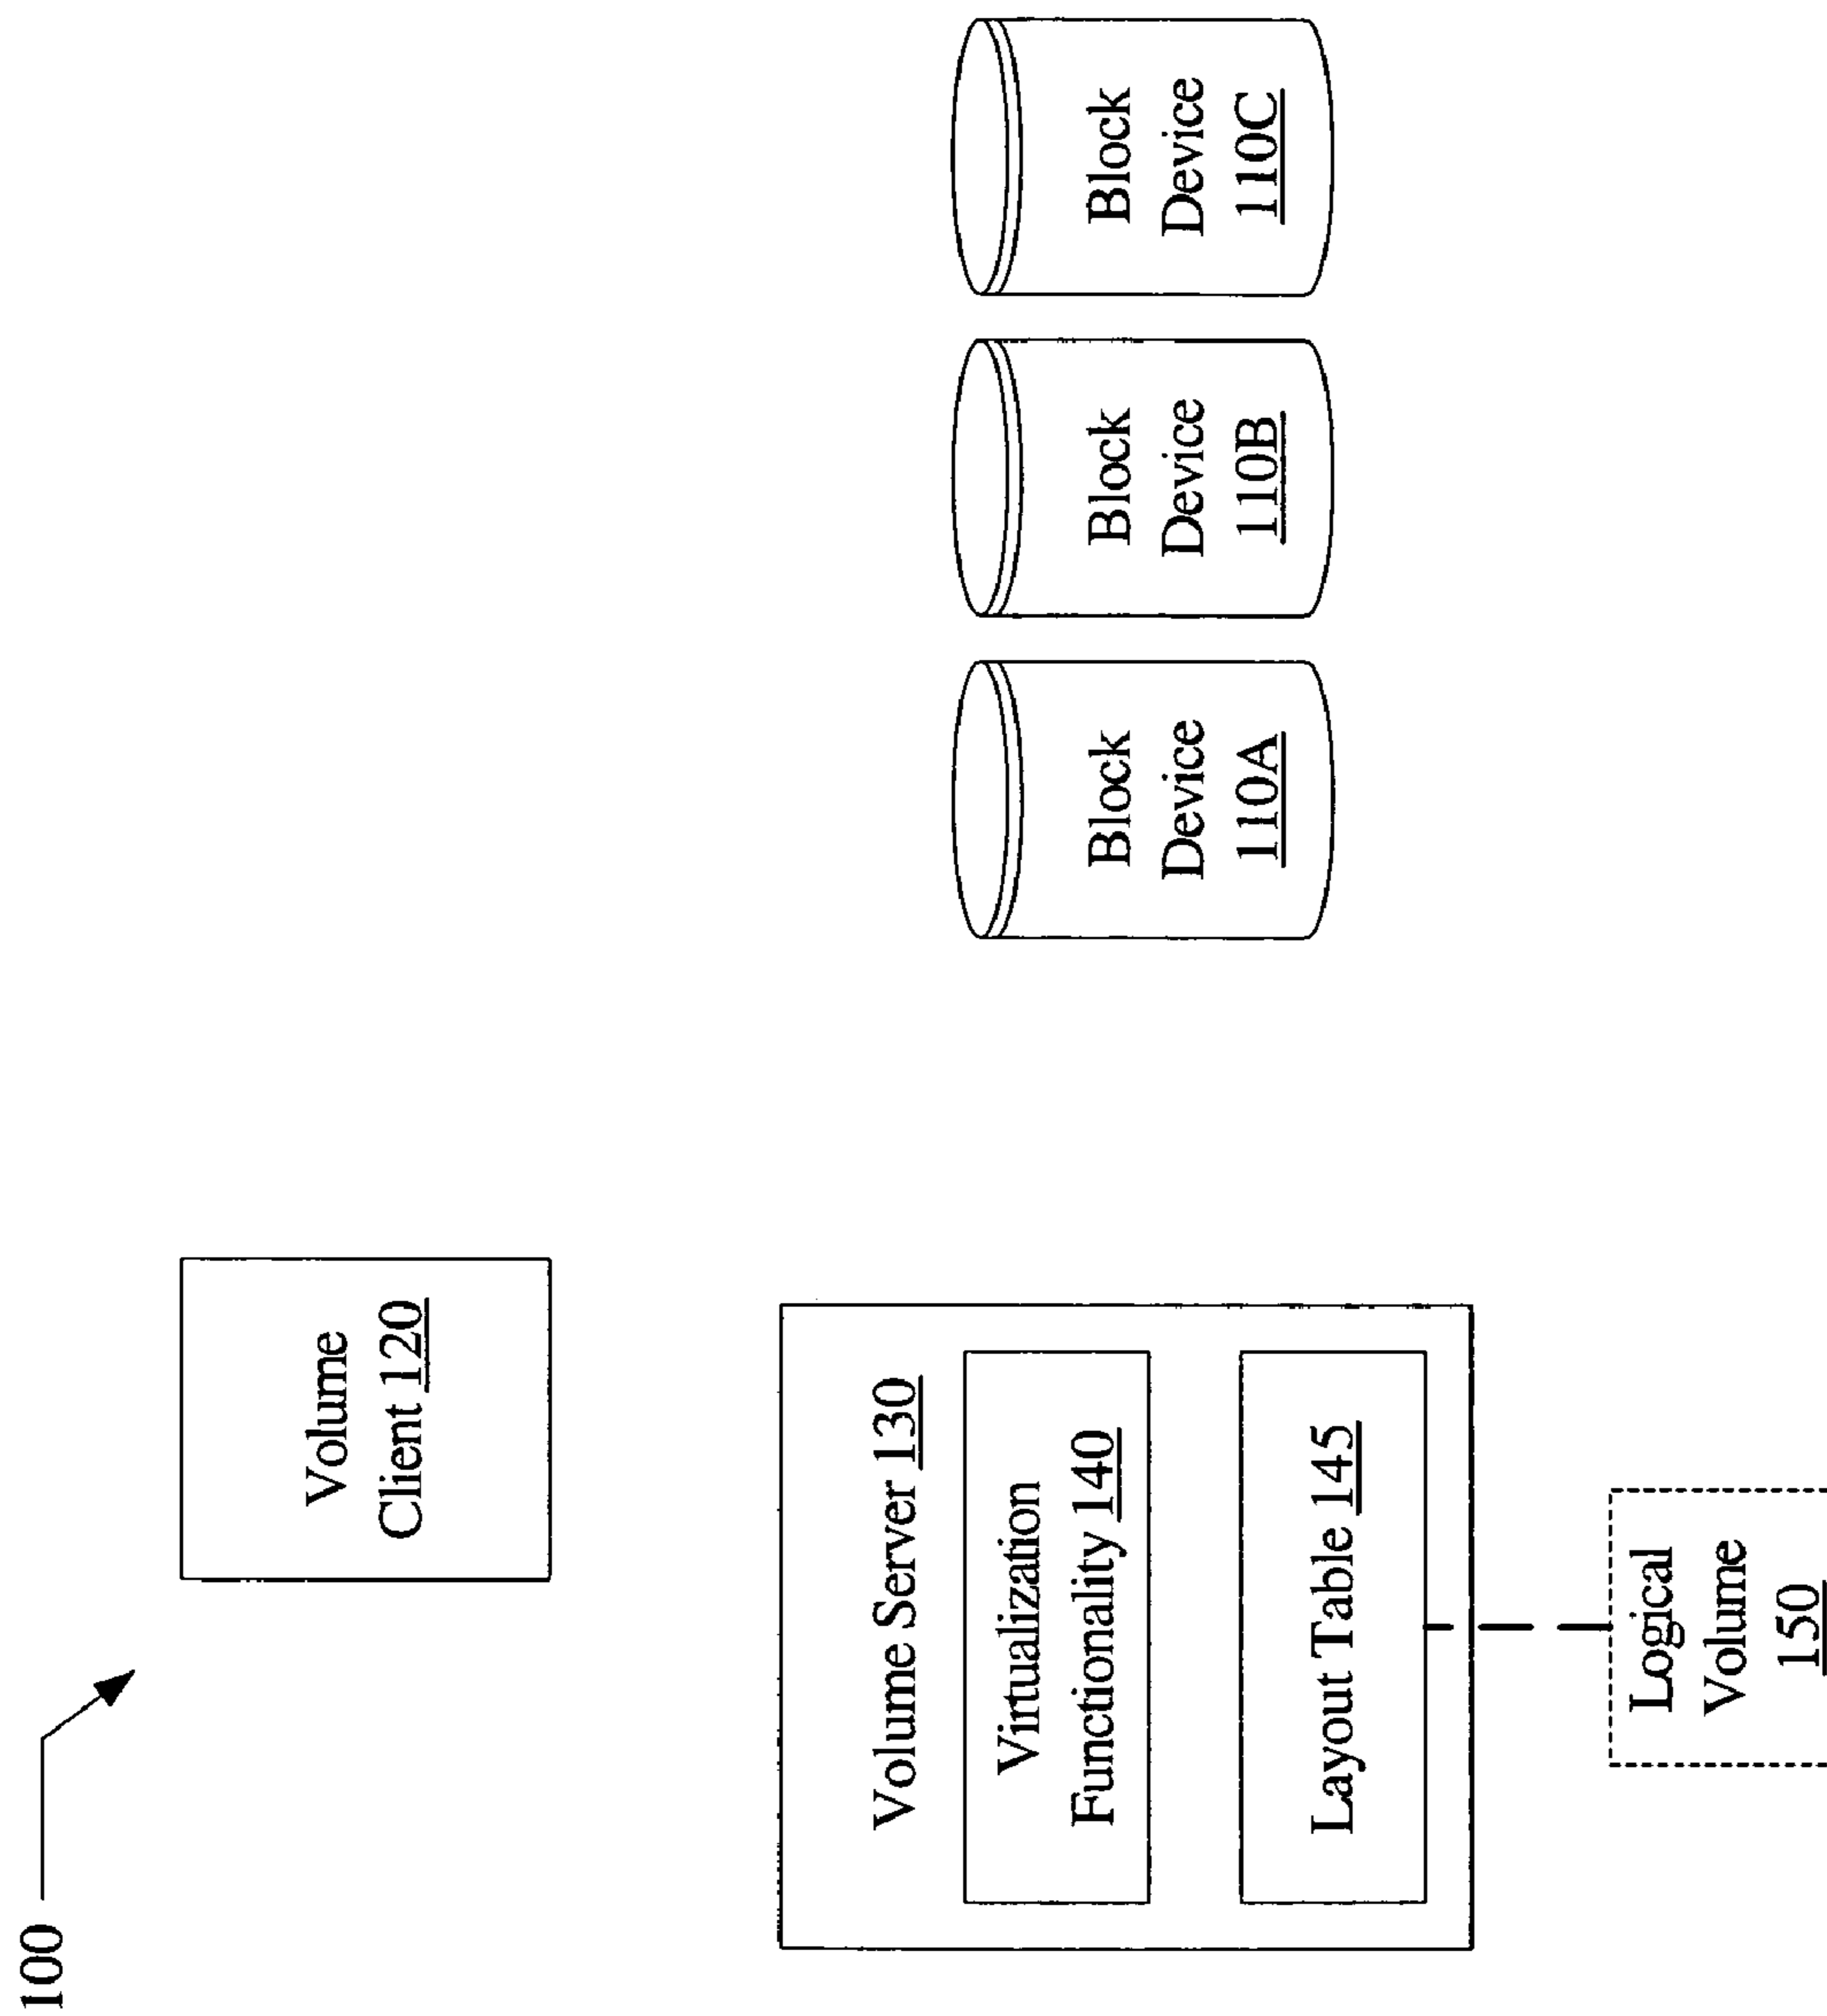 100
Volume
Client 120
Volume Server 130
Virtualization
Functionality 140
Layout Table 145
Logical
Volume
150
Block
Device
110A
Block
Device
110B
Block
Device
110C